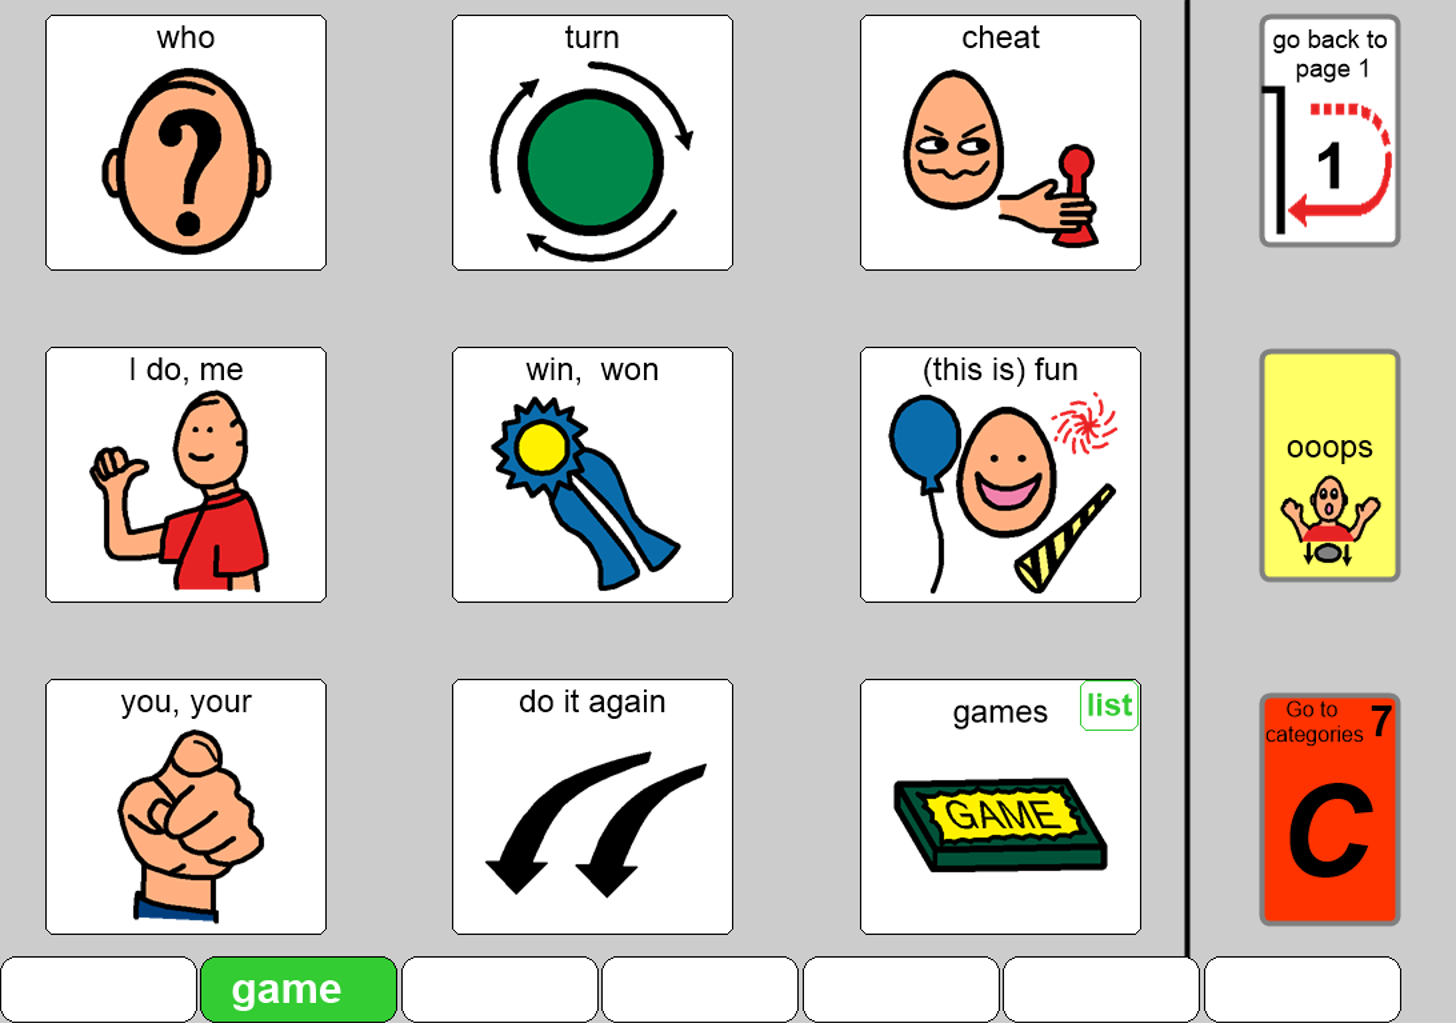 who
turn
cheat
go back to
page 1
1
I do, me
win, won
(this is) fun
ooops
you, your
do it again
games
list
GAME
Go to
categories
7
C
game